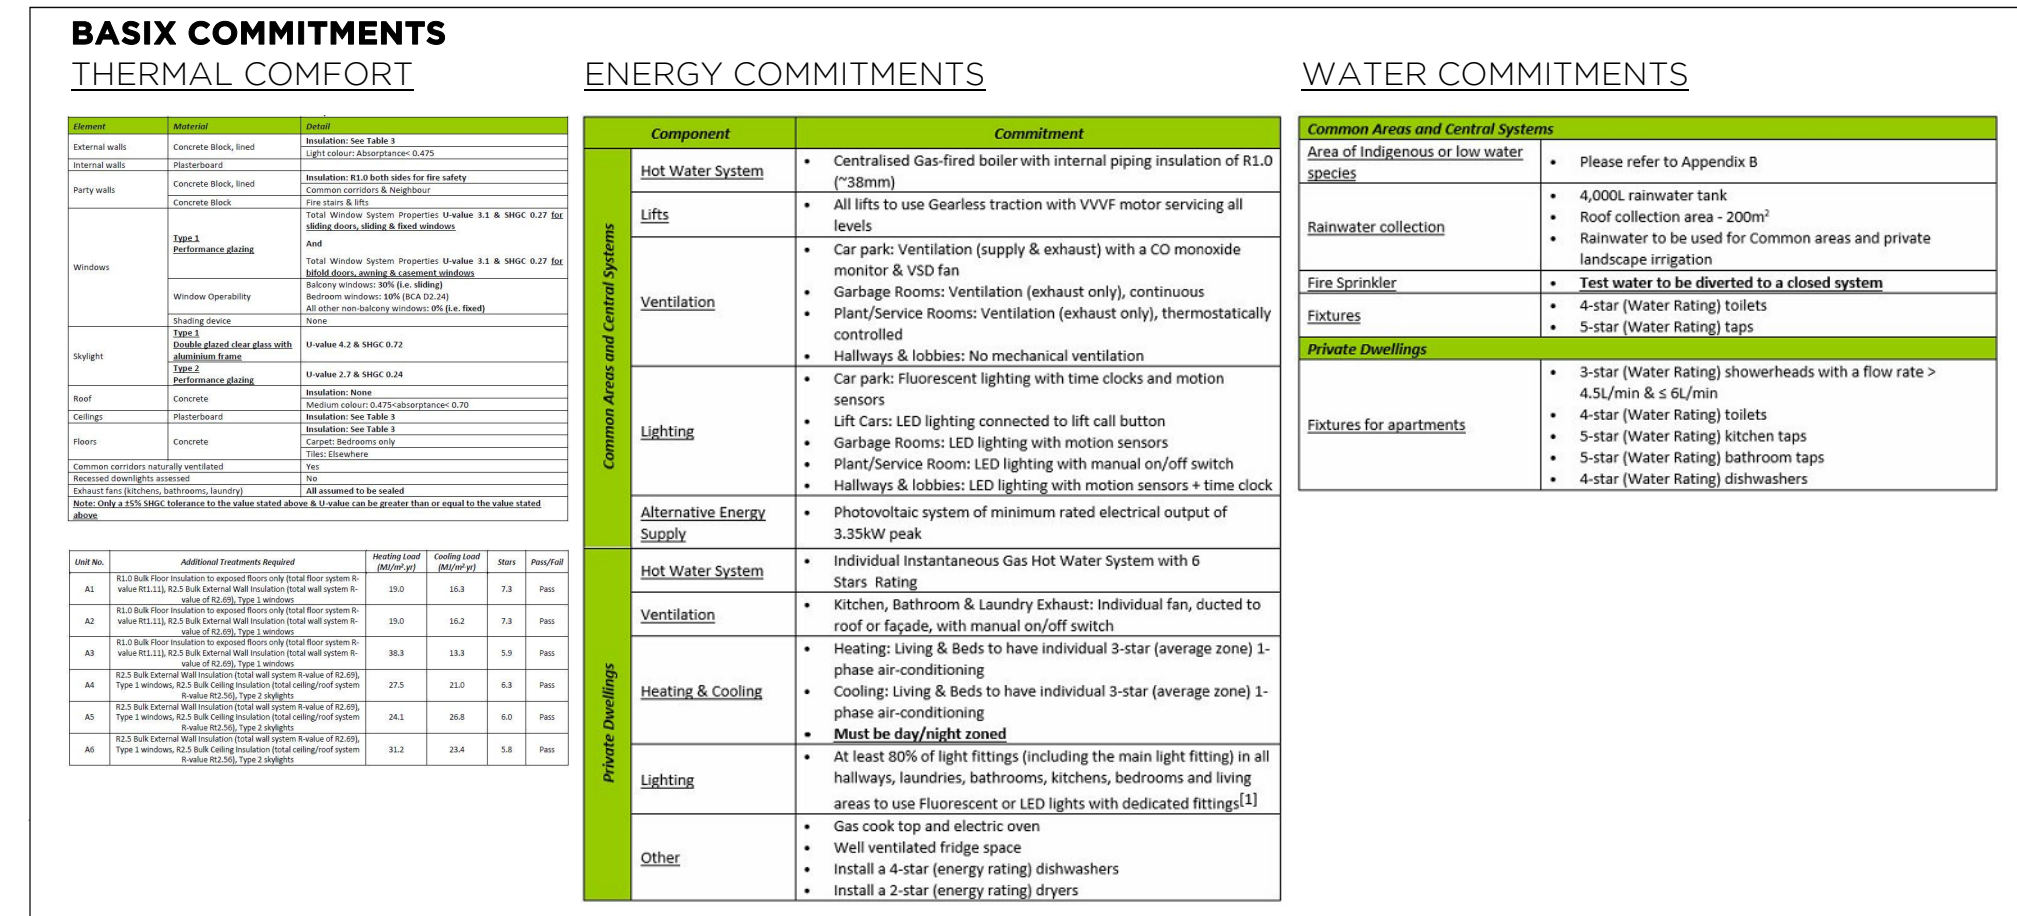 BASIX COMMITMENTS
THERMAL COMFORT
Element Material Detail
External walls Concrete Block, lined Insulation: See Table 3
Light colour: Absorptance< 0.475
Internal walls Plasterboard
Party walls Concrete Block, lined Insulation: R1.0 both sides for fire safety
Common corridors & Neighbour
Concrete Block Fire stairs & lifts
Windows Type 1
Performance glazing
Total Window System Properties U-value 3.1 & SHGC 0.27 for
sliding doors, sliding & fixed windows
And
Total Window System Properties U-value 3.1 & SHGC 0.27 for
bifold doors, awning & casement windows
Window Operability
Balcony windows: 30% (i.e. sliding)
Bedroom windows: 10% (BCA D2.24)
All other non-balcony windows: 0% (i.e. fixed)
Shading device None
Skylight
Type 1
Double glazed clear glass with
aluminium frame
U-value 4.2 & SHGC 0.72
Type 2
Performance glazing
U-value 2.7 & SHGC 0.24
Roof Concrete Insulation: None
Medium colour: 0.475<absorptance< 0.70
Ceilings Plasterboard Insulation: See Table 3
Floors Concrete Insulation: See Table 3
Carpet: Bedrooms only
Tiles: Elsewhere
Common corridors naturally ventilated Yes
Recessed downlights assessed No
Exhaust fans (kitchens, bathrooms, laundry) All assumed to be sealed
Note: Only a ±5% SHGC tolerance to the value stated above & U-value can be greater than or equal to the value stated
above
Unit No. Additional Treatments Required Heating Load (MJ/m².yr) Cooling Load (MJ/m².yr) Stars Pass/Fail
A1 R1.0 Bulk Floor Insulation to exposed floors only (total floor system R-
value Rt1.11), R2.5 Bulk External Wall Insulation (total wall system R-
value of R2.69), Type 1 windows 19.0 16.3 7.3 Pass
A2 R1.0 Bulk Floor Insulation to exposed floors only (total floor system R-
value Rt1.11), R2.5 Bulk External Wall Insulation (total wall system R-
value of R2.69), Type 1 windows 19.0 16.2 7.3 Pass
A3 R1.0 Bulk Floor Insulation to exposed floors only (total floor system R-
value Rt1.11), R2.5 Bulk External Wall Insulation (total wall system R-
value of R2.69), Type 1 windows 38.3 13.3 5.9 Pass
A4 R2.5 Bulk External Wall Insulation (total wall system R-value of R2.69),
Type 1 windows, R2.5 Bulk Ceiling Insulation (total ceiling/roof system
R-value Rt2.56), Type 2 skylights 27.5 21.0 6.3 Pass
A5 R2.5 Bulk External Wall Insulation (total wall system R-value of R2.69),
Type 1 windows, R2.5 Bulk Ceiling Insulation (total ceiling/roof system
R-value Rt2.56), Type 2 skylights 24.1 26.8 6.0 Pass
A6 R2.5 Bulk External Wall Insulation (total wall system R-value of R2.69),
Type 1 windows, R2.5 Bulk Ceiling Insulation (total ceiling/roof system
R-value Rt2.56), Type 2 skylights 31.2 23.4 5.8 Pass
ENERGY COMMITMENTS
Component Commitment
Common Areas and Central Systems
Hot Water System
• Centralised Gas-fired boiler with internal piping insulation of R1.0
(~38mm)
Lifts
• All lifts to use Gearless traction with VVVF motor servicing all
levels
Ventilation
• Car park: Ventilation (supply & exhaust) with a CO monoxide
monitor & VSD fan
• Garbage Rooms: Ventilation (exhaust only), continuous
• Plant/Service Rooms: Ventilation (exhaust only), thermostatically
controlled
• Hallways & lobbies: No mechanical ventilation
Lighting
• Car park: Fluorescent lighting with time clocks and motion
sensors
• Lift Cars: LED lighting connected to lift call button
• Garbage Rooms: LED lighting with motion sensors
• Plant/Service Room: LED lighting with manual on/off switch
• Hallways & lobbies: LED lighting with motion sensors + time clock
Alternative Energy
Supply
• Photovoltaic system of minimum rated electrical output of
3.35kW peak
Private Dwellings
Hot Water System
• Individual Instantaneous Gas Hot Water System with 6
Stars Rating
Ventilation
• Kitchen, Bathroom & Laundry Exhaust: Individual fan, ducted to
roof or façade, with manual on/off switch
Heating & Cooling
• Heating: Living & Beds to have individual 3-star (average zone) 1-
phase air-conditioning
• Cooling: Living & Beds to have individual 3-star (average zone) 1-
phase air-conditioning
• Must be day/night zoned
Lighting
• At least 80% of light fittings (including the main light fitting) in all
hallways, laundries, bathrooms, kitchens, bedrooms and living
areas to use Fluorescent or LED lights with dedicated fittings[1]
Other
• Gas cook top and electric oven
• Well ventilated fridge space
• Install a 4-star (energy rating) dishwashers
• Install a 2-star (energy rating) dryers
WATER COMMITMENTS
Common Areas and Central Systems
Area of Indigenous or low water
species
• Please refer to Appendix B
Rainwater collection
• 4,000L rainwater tank
• Roof collection area - 200m²
• Rainwater to be used for Common areas and private
landscape irrigation
Fire Sprinkler
• Test water to be diverted to a closed system
Fixtures
• 4-star (Water Rating) toilets
• 5-star (Water Rating) taps
Private Dwellings
Fixtures for apartments
• 3-star (Water Rating) showerheads with a flow rate >
4.5L/min & ≤ 6L/min
• 4-star (Water Rating) toilets
• 5-star (Water Rating) kitchen taps
• 5-star (Water Rating) bathroom taps
• 4-star (Water Rating) dishwashers